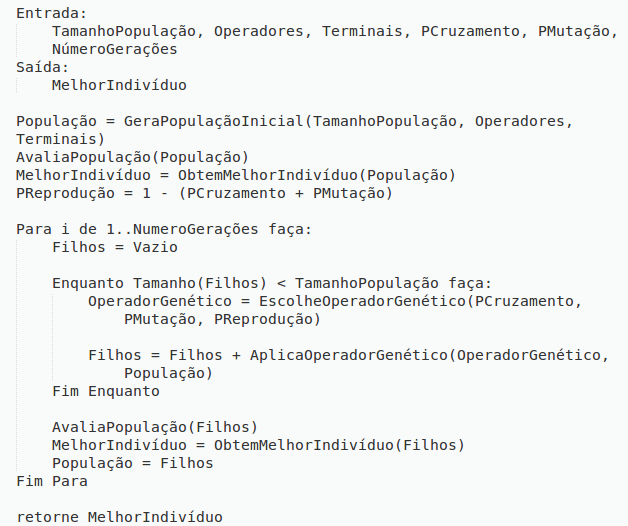 Entrada:
TamanhoPopulação, Operadores, Terminais, PCruzamento, PMutação,
NúmeroGerações
Saída:
MelhorIndivíduo
População = GeraPopulaçãoInicial(TamanhoPopulação, Operadores,
Terminais)
AvaliaPopulação(População)
MelhorIndivíduo = ObtemMelhorIndivíduo(População)
PReprodução = 1 - (PCruzamento + PMutação)
Para i de 1..NumeroGerações faça:
Filhos = Vazio
Enquanto Tamanho(Filhos) < TamanhoPopulação faça:
OperadorGenético = EscolheOperadorGenético(PCruzamento,
PMutação, PReprodução)
Filhos = Filhos + AplicaOperadorGenético(OperadorGenético,
População)
Fim Enquanto
AvaliaPopulação(Filhos)
MelhorIndivíduo = ObtemMelhorIndivíduo(Filhos)
População = Filhos
Fim Para
retorne MelhorIndivíduo